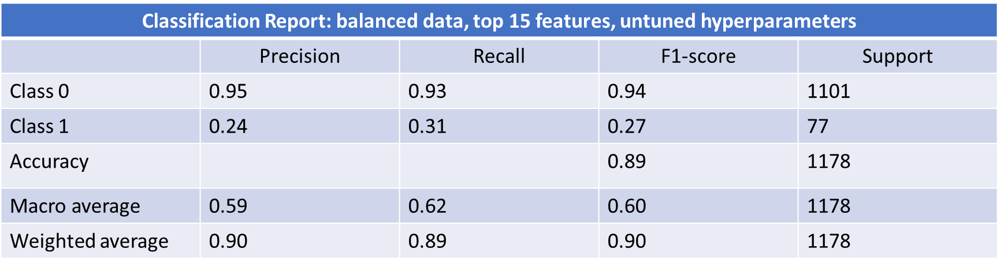 Classification Report: balanced data, top 15 features, untuned hyperparameters
Precision Recall F1-score Support
Class 0 0.95 0.93 0.94 1101
Class 1 0.24 0.31 0.27 77
Accuracy 0.89 1178
Macro average 0.59 0.62 0.60 1178
Weighted average 0.90 0.89 0.90 1178